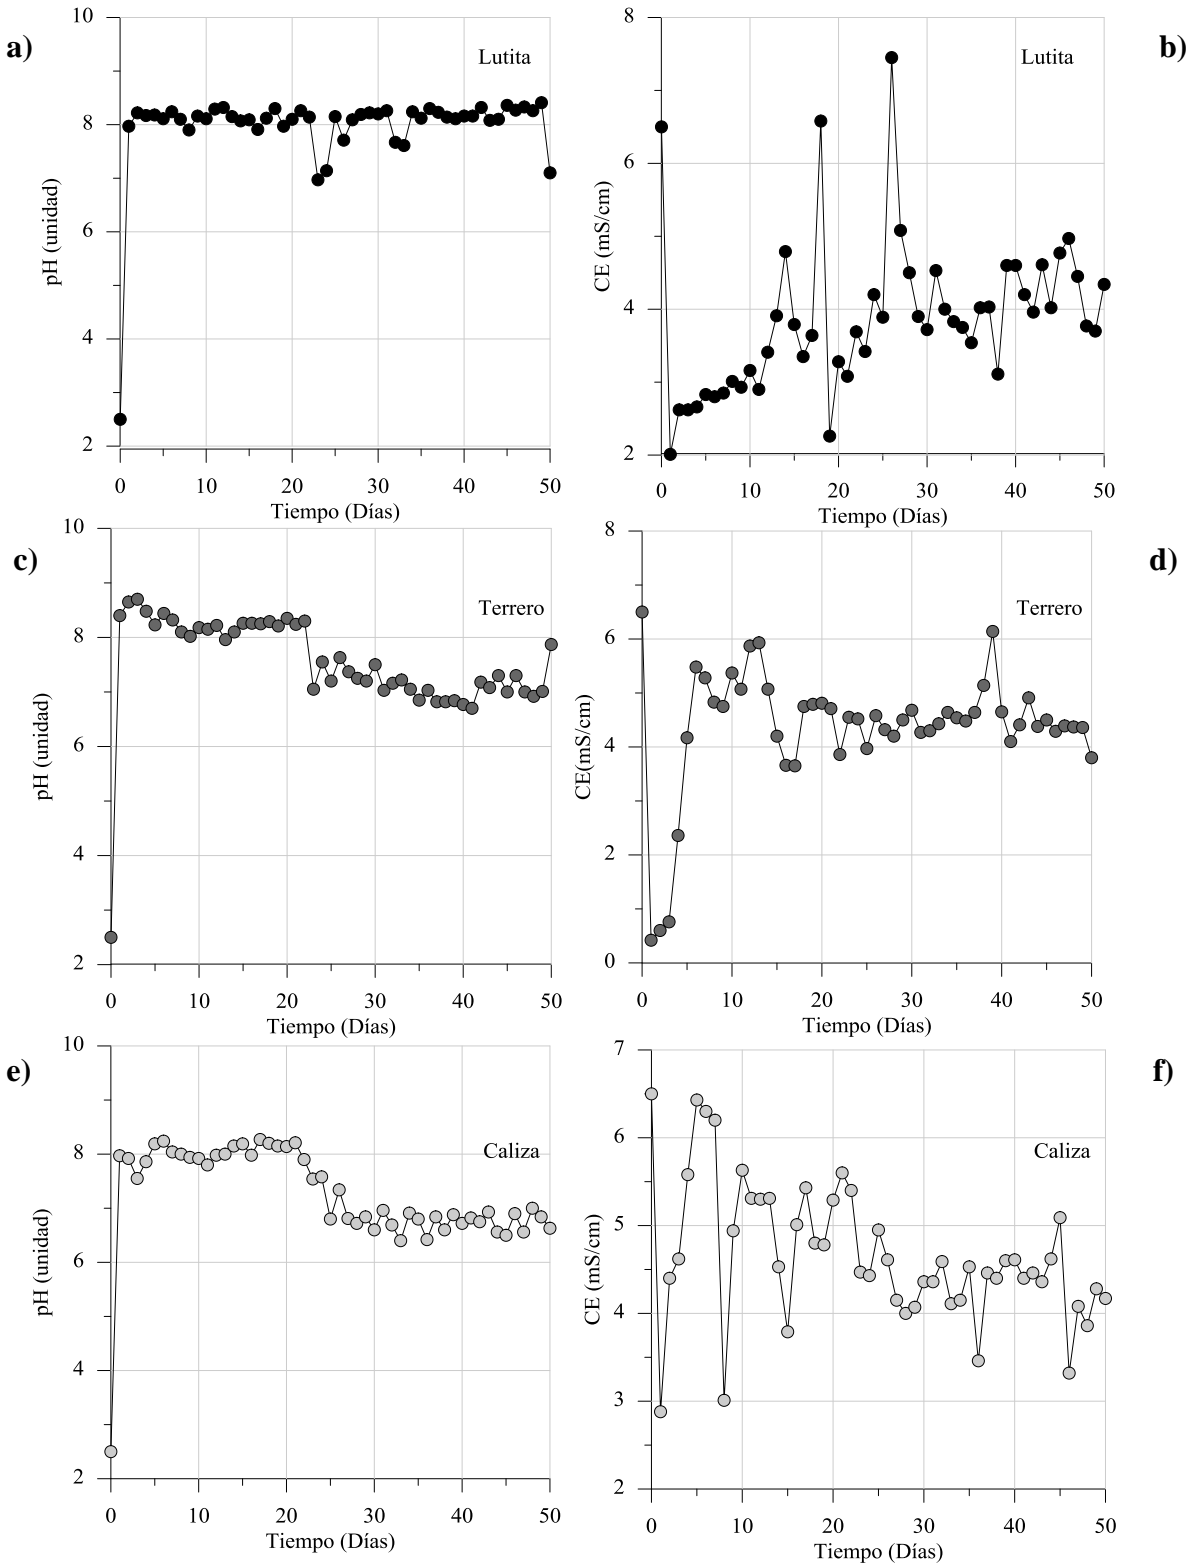 a)
10
8
6
4
2
pH (unidad)
Lutita
0 10 20 30 40 50
Tiempo (Días)
b)
8
6
4
2
CE (mS/cm)
Lutita
0 10 20 30 40 50
Tiempo (Días)
c)
10
8
6
4
2
pH (unidad)
Terrero
0 10 20 30 40 50
Tiempo (Días)
d)
8
6
4
2
0
CE(mS/cm)
Terrero
0 10 20 30 40 50
Tiempo (Días)
e)
10
8
6
4
2
pH (unidad)
Caliza
0 10 20 30 40 50
Tiempo (Días)
f)
7
6
5
4
3
2
CE (mS/cm)
Caliza
0 10 20 30 40 50
Tiempo (Días)